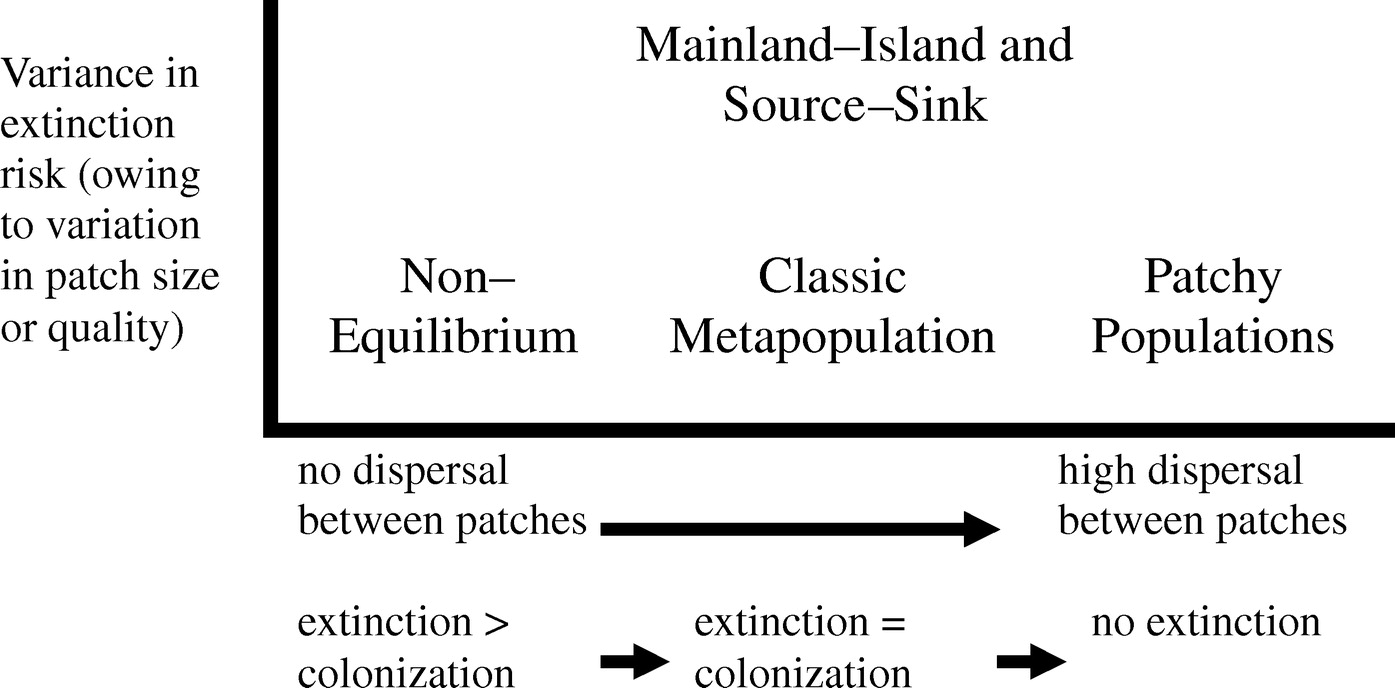 Variance in
extinction
risk (owing
to variation
in patch size
or quality)
Mainland–Island and
Source–Sink
Non–
Equilibrium
Classic
Metapopulation
Patchy
Populations
no dispersal
between patches
high dispersal
between patches
extinction >
colonization
extinction =
colonization
no extinction